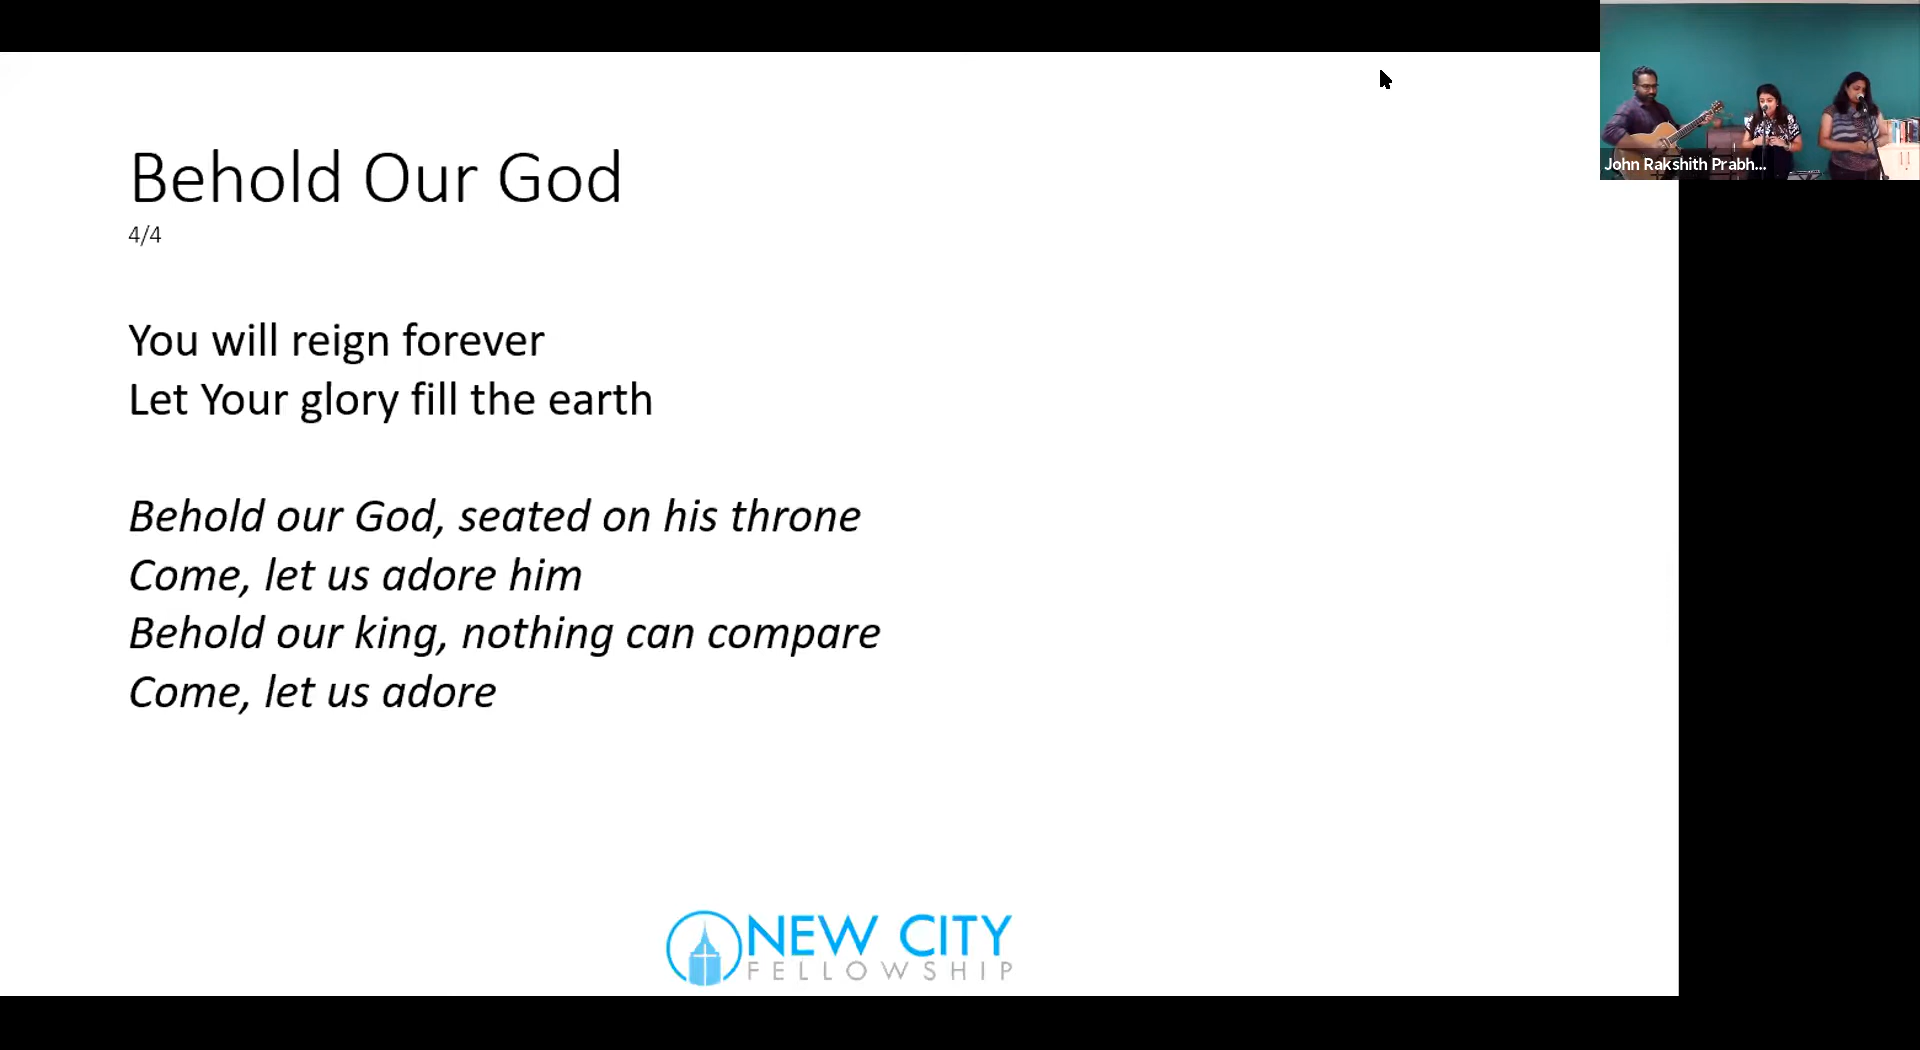 Behold Our God
4/4
You will reign forever
Let Your glory fill the earth
Behold our God, seated on his throne
Come, let us adore him
Behold our king, nothing can compare
Come, let us adore
NEW CITY
FELLOWSHIP
John Rakshith Prabh...